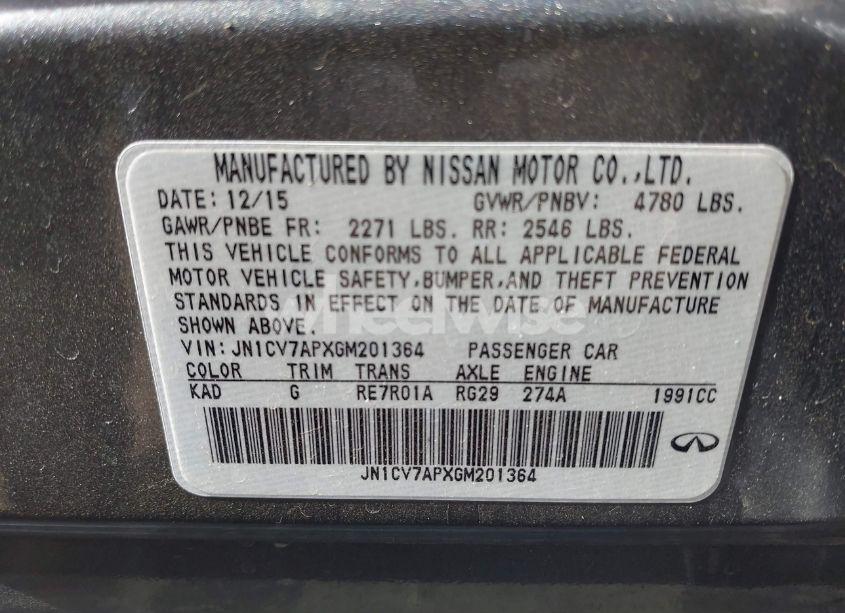 MANUFACTURED BY NISSAN MOTOR CO.,LTD.
DATE: 12/15 GVWR/PNBV: 4780 LBS.
GAWR/PNBE FR: 2271 LBS. RR: 2546 LBS.
THIS VEHICLE CONFORMS TO ALL APPLICABLE FEDERAL
MOTOR VEHICLE SAFETY,BUMPER,AND THEFT PREVENTION
STANDARDS IN EFFECT ON THE DATE OF MANUFACTURE
SHOWN ABOVE.
wheelwise
VIN:JN1CV7APXGM201364 PASSENGER CAR
COLOR TRIM TRANS AXLE ENGINE
KAD G RE7R01A RG29 274A 1991CC
JN1CV7APXGM201364